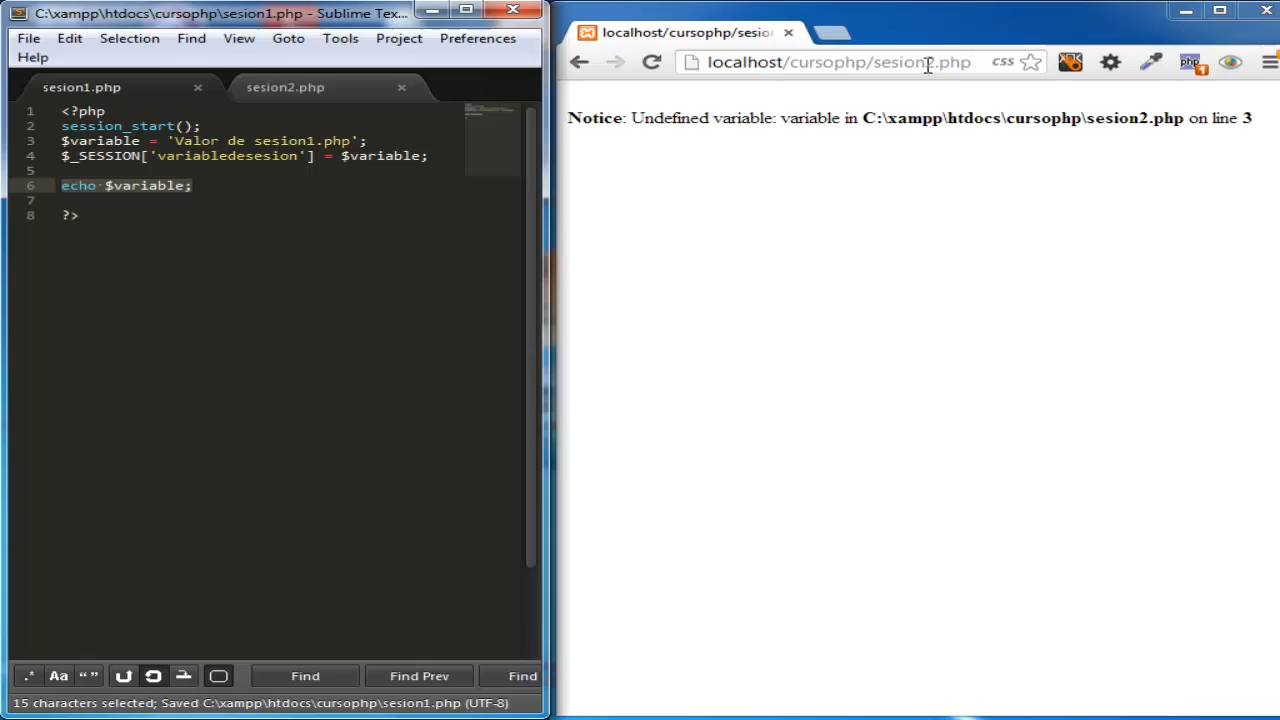 C:\xampp\htdocs\cursophp\sesion1.php - Sublime Tex...
File Edit Selection Find View Goto Tools Project Preferences
Help
sesion1.php × sesion2.php ×
1 <?php
2 session_start();
3 $variable = 'Valor de sesion1.php';
4 $_SESSION['variabledesesion'] = $variable;
5
6 echo $variable;
7
8 ?>
.* Aa “ ” Find Find Prev Find
15 characters selected; Saved C:\xampp\htdocs\cursophp\sesion1.php (UTF-8)
localhost/cursophp/sesio
localhost/cursophp/sesion2.php css php 1
Notice: Undefined variable: variable in C:\xampp\htdocs\cursophp\sesion2.php on line 3